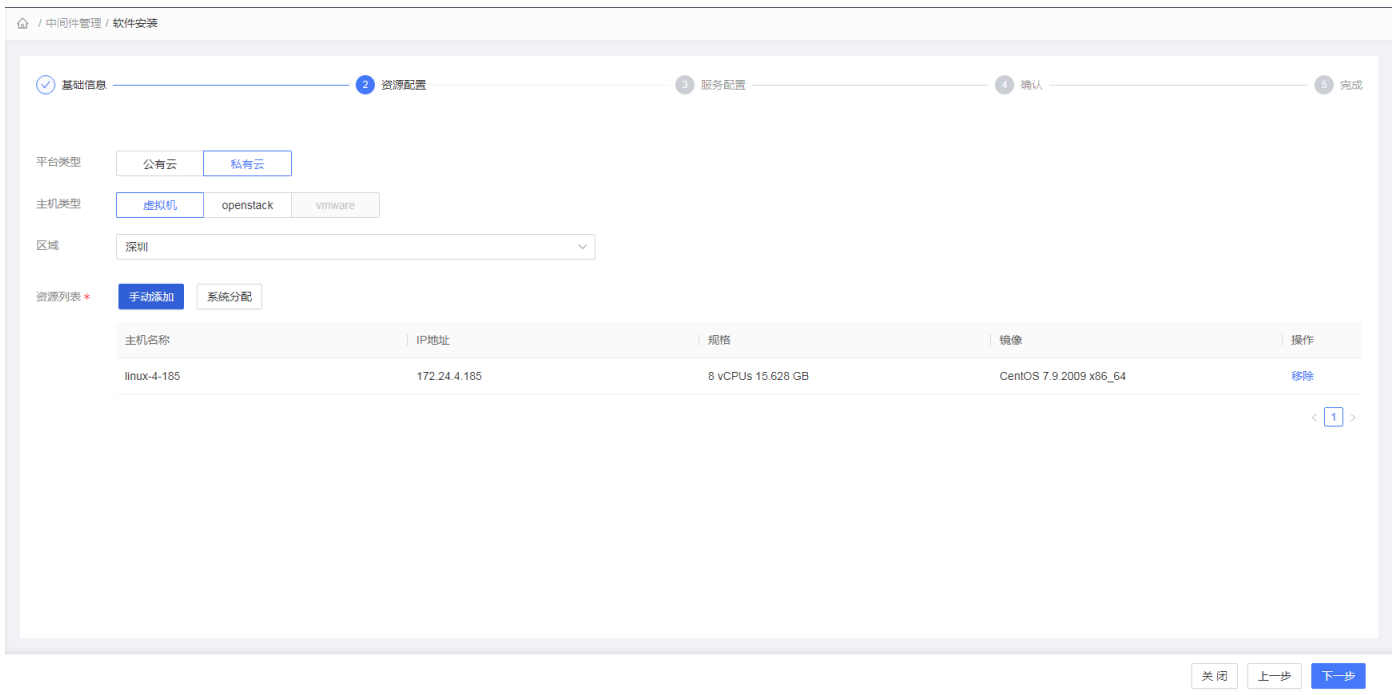 / 中间件管理 / 软件安装
基础信息 2 资源配置 3 服务配置 4 确认 5 完成
平台类型 公有云 私有云
主机类型 虚拟机 openstack vmware
区域 深圳
资源列表 * 手动添加 系统分配
主机名称 IP地址 规格 镜像 操作
linux-4-185 172.24.4.185 8 vCPUs 15.628 GB CentOS 7.9.2009 x86_64 移除
< 1 >
关 闭 上一步 下一步